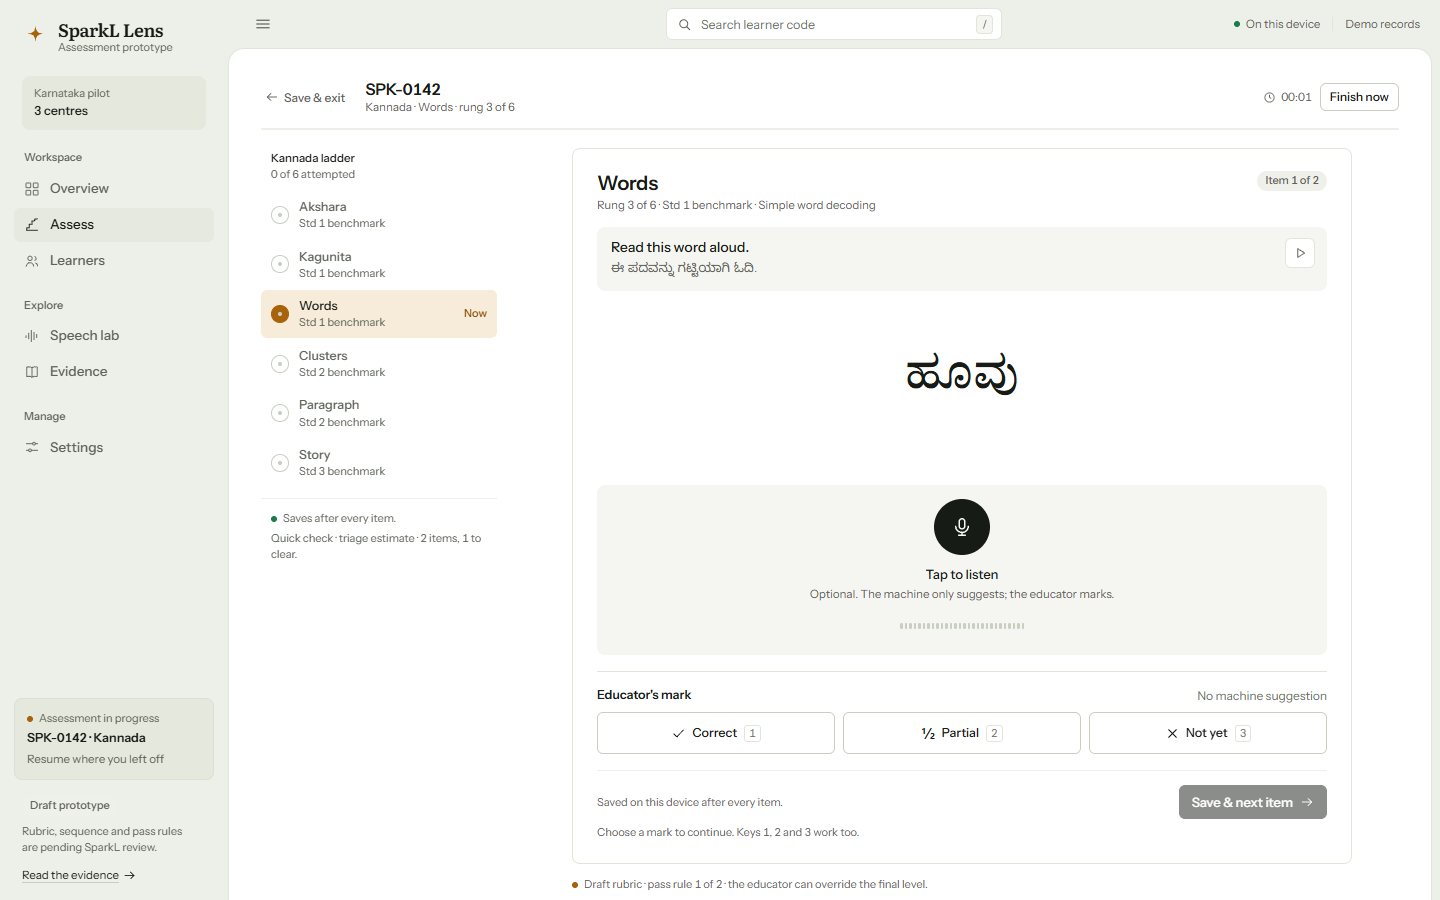 SparkL Lens
Assessment prototype
Karnataka pilot
3 centres
Workspace
Overview
Assess
Learners
Explore
Speech lab
Evidence
Manage
Settings
Assessment in progress
SPK-0142 · Kannada
Resume where you left off
Draft prototype
Rubric, sequence and pass rules
are pending SparkL review.
Read the evidence →
Search learner code /
On this device
Demo records
← Save & exit
SPK-0142
Kannada · Words · rung 3 of 6
00:01
Finish now
Kannada ladder
0 of 6 attempted
Akshara
Std 1 benchmark
Kagunita
Std 1 benchmark
Words
Std 1 benchmark
Now
Clusters
Std 2 benchmark
Paragraph
Std 2 benchmark
Story
Std 3 benchmark
Saves after every item.
Quick check · triage estimate · 2 items, 1 to
clear.
Words
Item 1 of 2
Rung 3 of 6 · Std 1 benchmark · Simple word decoding
Read this word aloud.
ಈ ಪದವನ್ನು ಗಟ್ಟಿಯಾಗಿ ಓದಿ.
ಹೂವು
Tap to listen
Optional. The machine only suggests; the educator marks.
Educator's mark
No machine suggestion
Correct 1
½ Partial 2
Not yet 3
Saved on this device after every item.
Save & next item →
Choose a mark to continue. Keys 1, 2 and 3 work too.
Draft rubric · pass rule 1 of 2 · the educator can override the final level.